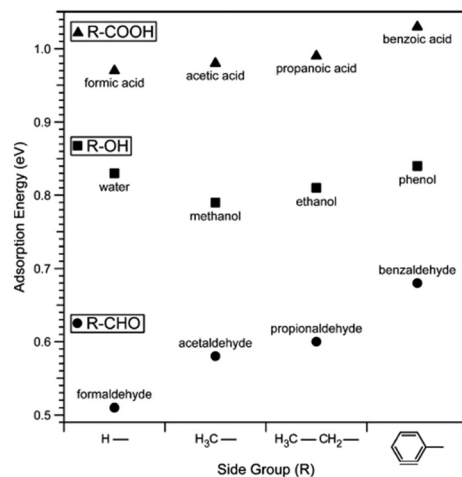 ▲ R-COOH
benzoic acid
1.0
formic acid
acetic acid
propanoic acid
0.9
■ R-OH
water
methanol
ethanol
phenol
0.8
benzaldehyde
0.7
● R-CHO
acetaldehyde
propionaldehyde
0.6
formaldehyde
0.5
Adsorption Energy (eV)
H —
H₃C —
H₃C — CH₂ —
Side Group (R)